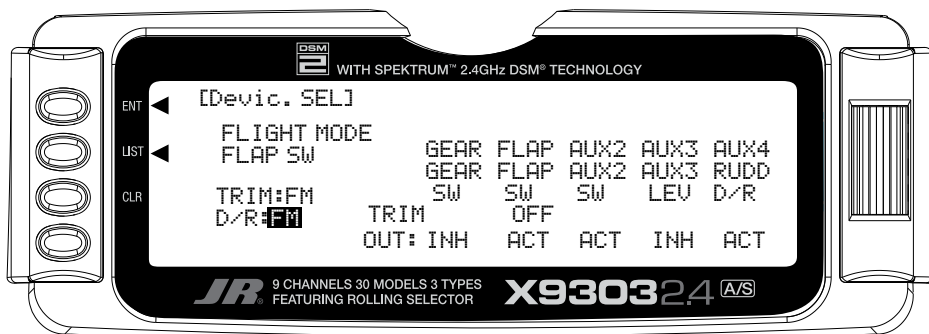 DSM
2 WITH SPEKTRUM™ 2.4GHz DSM® TECHNOLOGY
ENT
LIST
CLR
[Devic. SEL]
FLIGHT MODE
FLAP SW
GEAR FLAP AUX2 AUX3 AUX4
GEAR FLAP AUX2 AUX3 RUDD
TRIM:FM SW SW SW LEV D/R
D/R:FM TRIM OFF
OUT: INH ACT ACT INH ACT
JR® 9 CHANNELS 30 MODELS 3 TYPES
FEATURING ROLLING SELECTOR
X9303 2.4 A/S